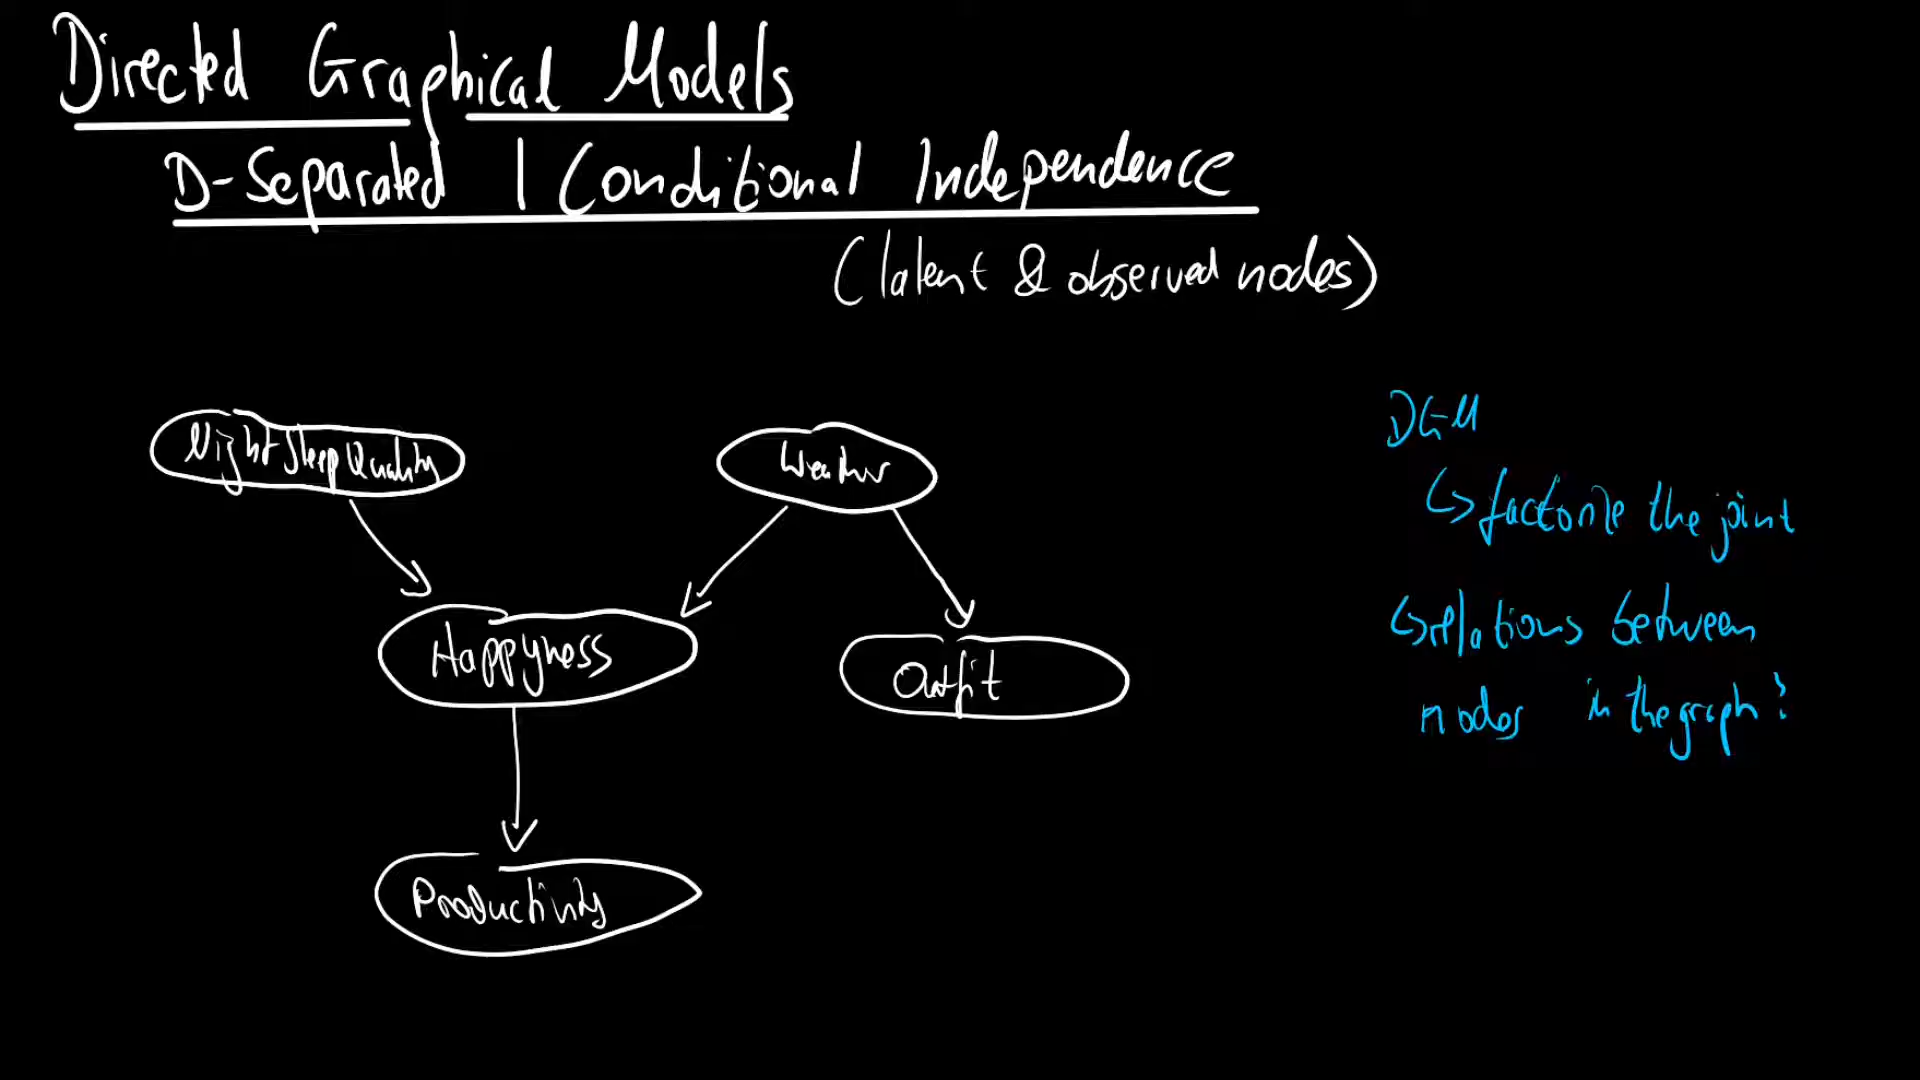 Directed Graphical Models
D-Separated | Conditional Independence
(latent & observed nodes)
Night Sleep Quality
Weather
DGM
↳ factorize the joint
Happyness
Outfit
↳ relations between
nodes in the graph?
Productivity